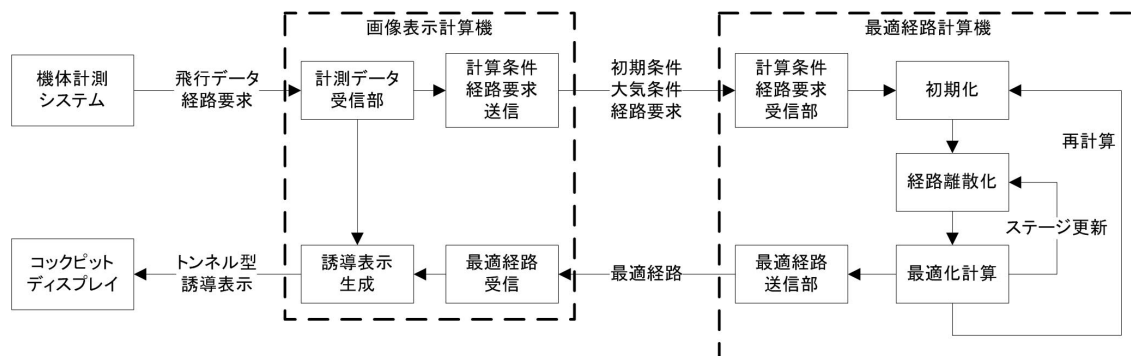 画像表示計算機
最適経路計算機
機体計測
システム
飛行データ
経路要求
計測データ
受信部
計算条件
経路要求
送信
初期条件
大気条件
経路要求
計算条件
経路要求
受信部
初期化
再計算
経路離散化
ステージ更新
コックピット
ディスプレイ
トンネル型
誘導表示
誘導表示
生成
最適経路
受信
最適経路
最適経路
送信部
最適化計算